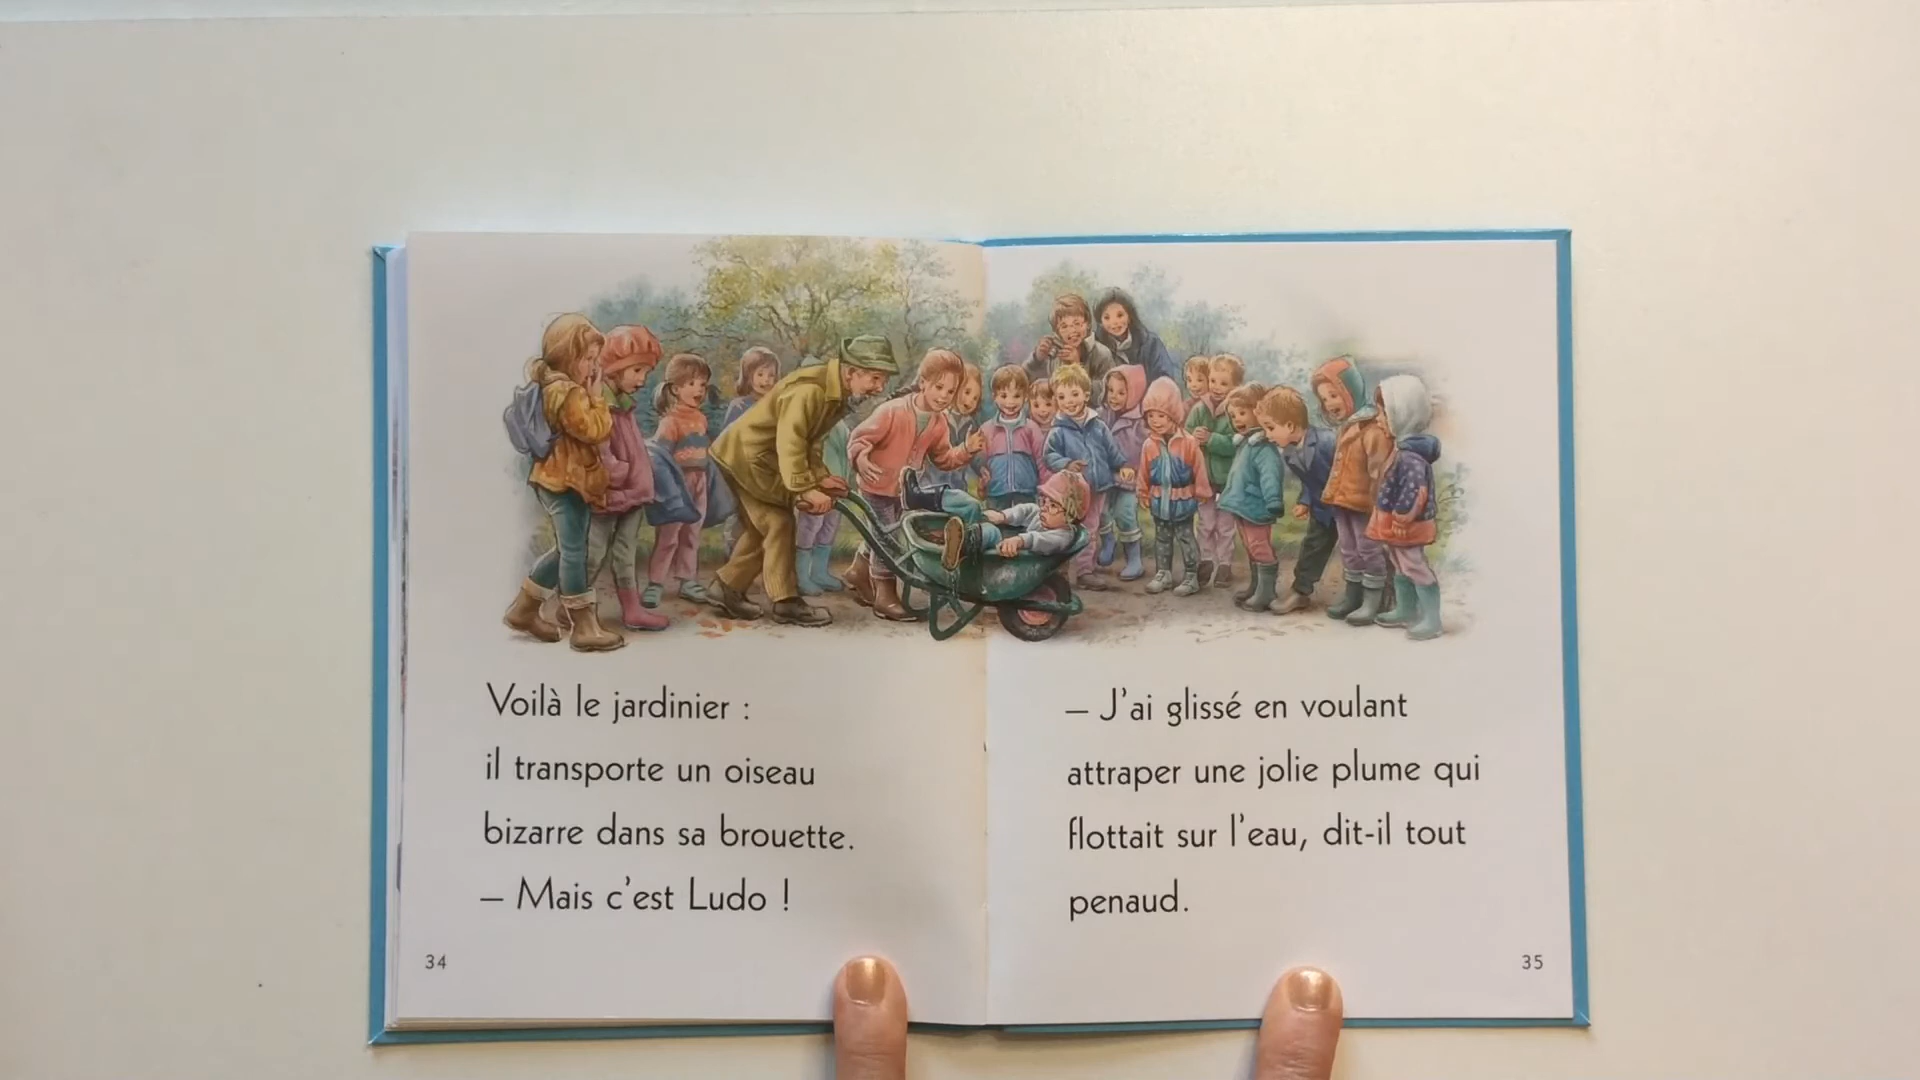 Voilà le jardinier :
il transporte un oiseau
bizarre dans sa brouette.
– Mais c'est Ludo !
34
– J'ai glissé en voulant
attraper une jolie plume qui
flottait sur l'eau, dit-il tout
penaud.
35